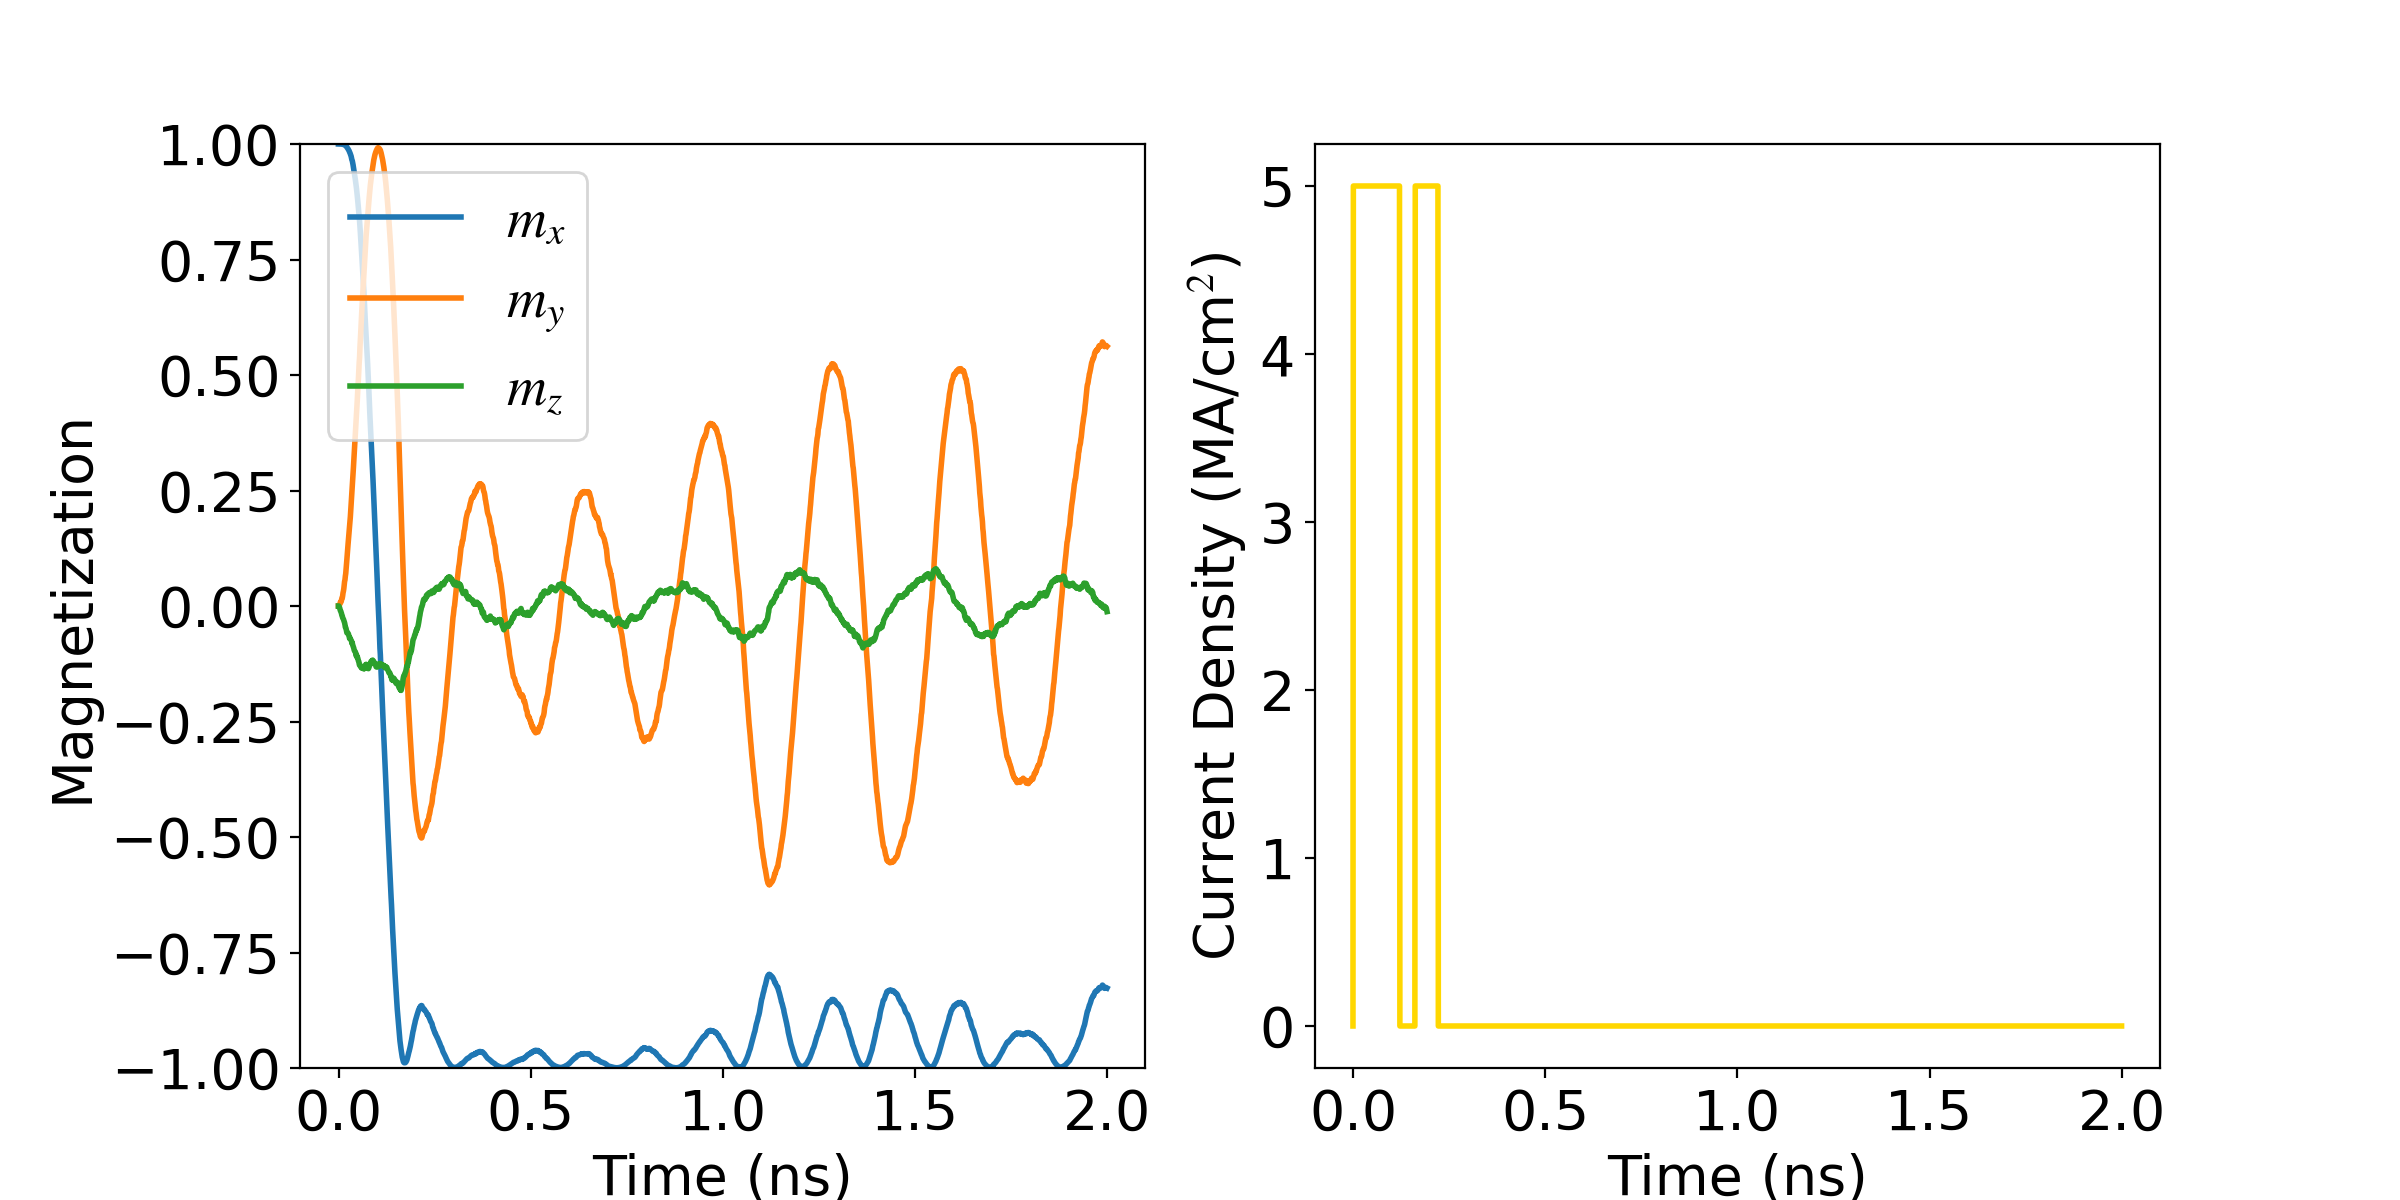 1.00
0.75
0.50
0.25
0.00
−0.25
−0.50
−0.75
−1.00
Magnetization
m_x
m_y
m_z
0.0 0.5 1.0 1.5 2.0
Time (ns)
5
4
3
2
1
0
Current Density (MA/cm²)
0.0 0.5 1.0 1.5 2.0
Time (ns)